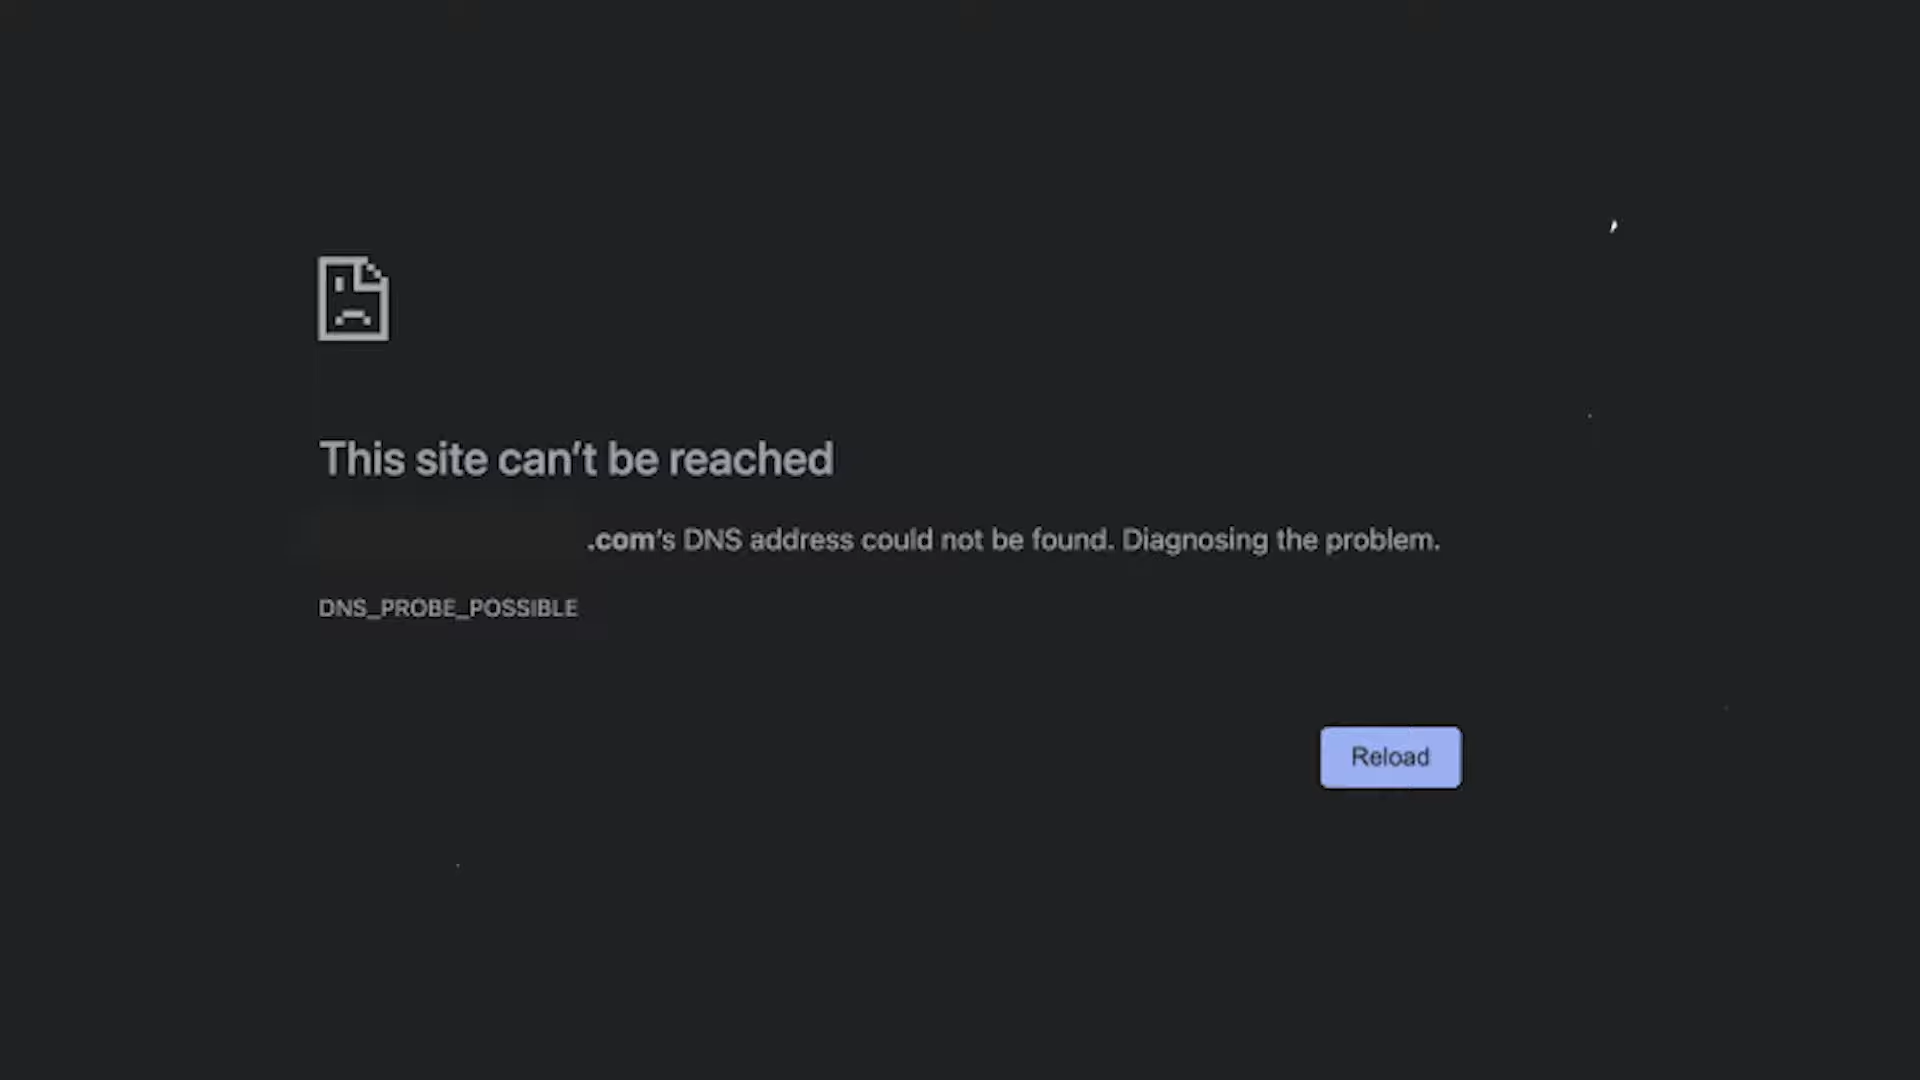 This site can’t be reached
.com’s DNS address could not be found. Diagnosing the problem.
DNS_PROBE_POSSIBLE
Reload